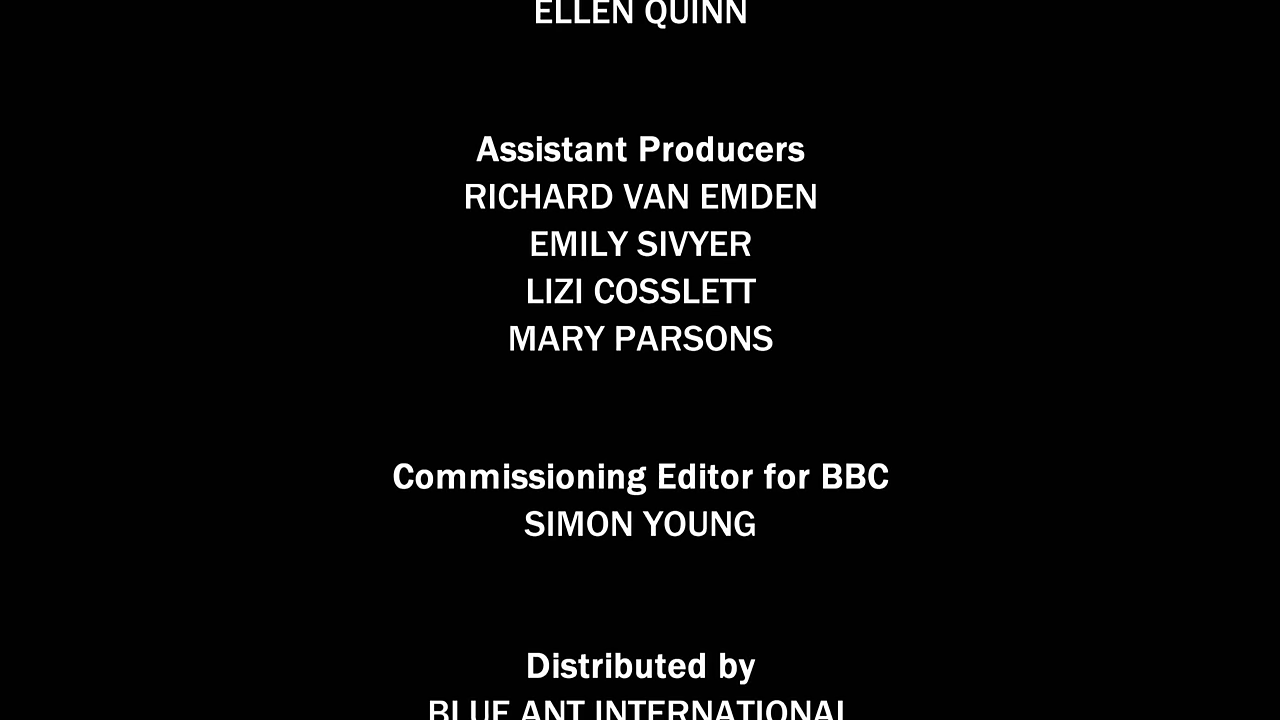 ELLEN QUINN
Assistant Producers
RICHARD VAN EMDEN
EMILY SIVYER
LIZI COSSLETT
MARY PARSONS
Commissioning Editor for BBC
SIMON YOUNG
Distributed by
BLUE ANT INTERNATIONAL